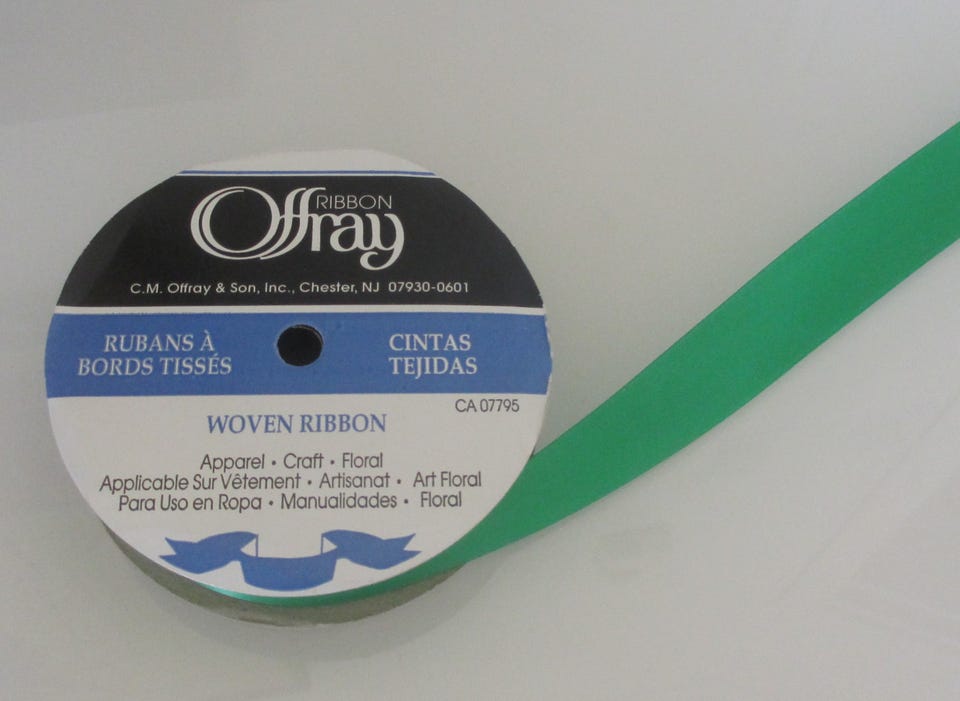 RIBBON
Offray
C.M. Offray & Son, Inc., Chester, NJ 07930-0601
RUBANS À
BORDS TISSÉS
CINTAS
TEJIDAS
CA 07795
WOVEN RIBBON
Apparel • Craft • Floral
Applicable Sur Vêtement • Artisanat • Art Floral
Para Uso en Ropa • Manualidades • Floral